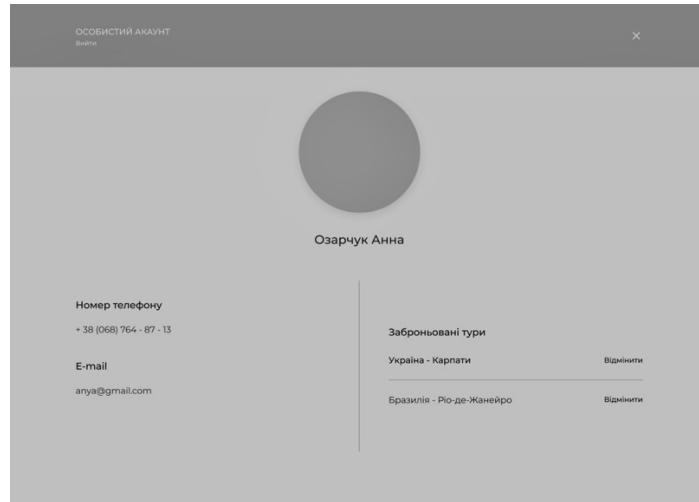 ОСОБИСТИЙ АКАУНТ
Вийти
Озарчук Анна
Номер телефону
+ 38 (068) 764 - 87 - 13
E-mail
anya@gmail.com
Заброньовані тури
Україна - Карпати Відмінити
Бразилія - Ріо-де-Жанейро Відмінити